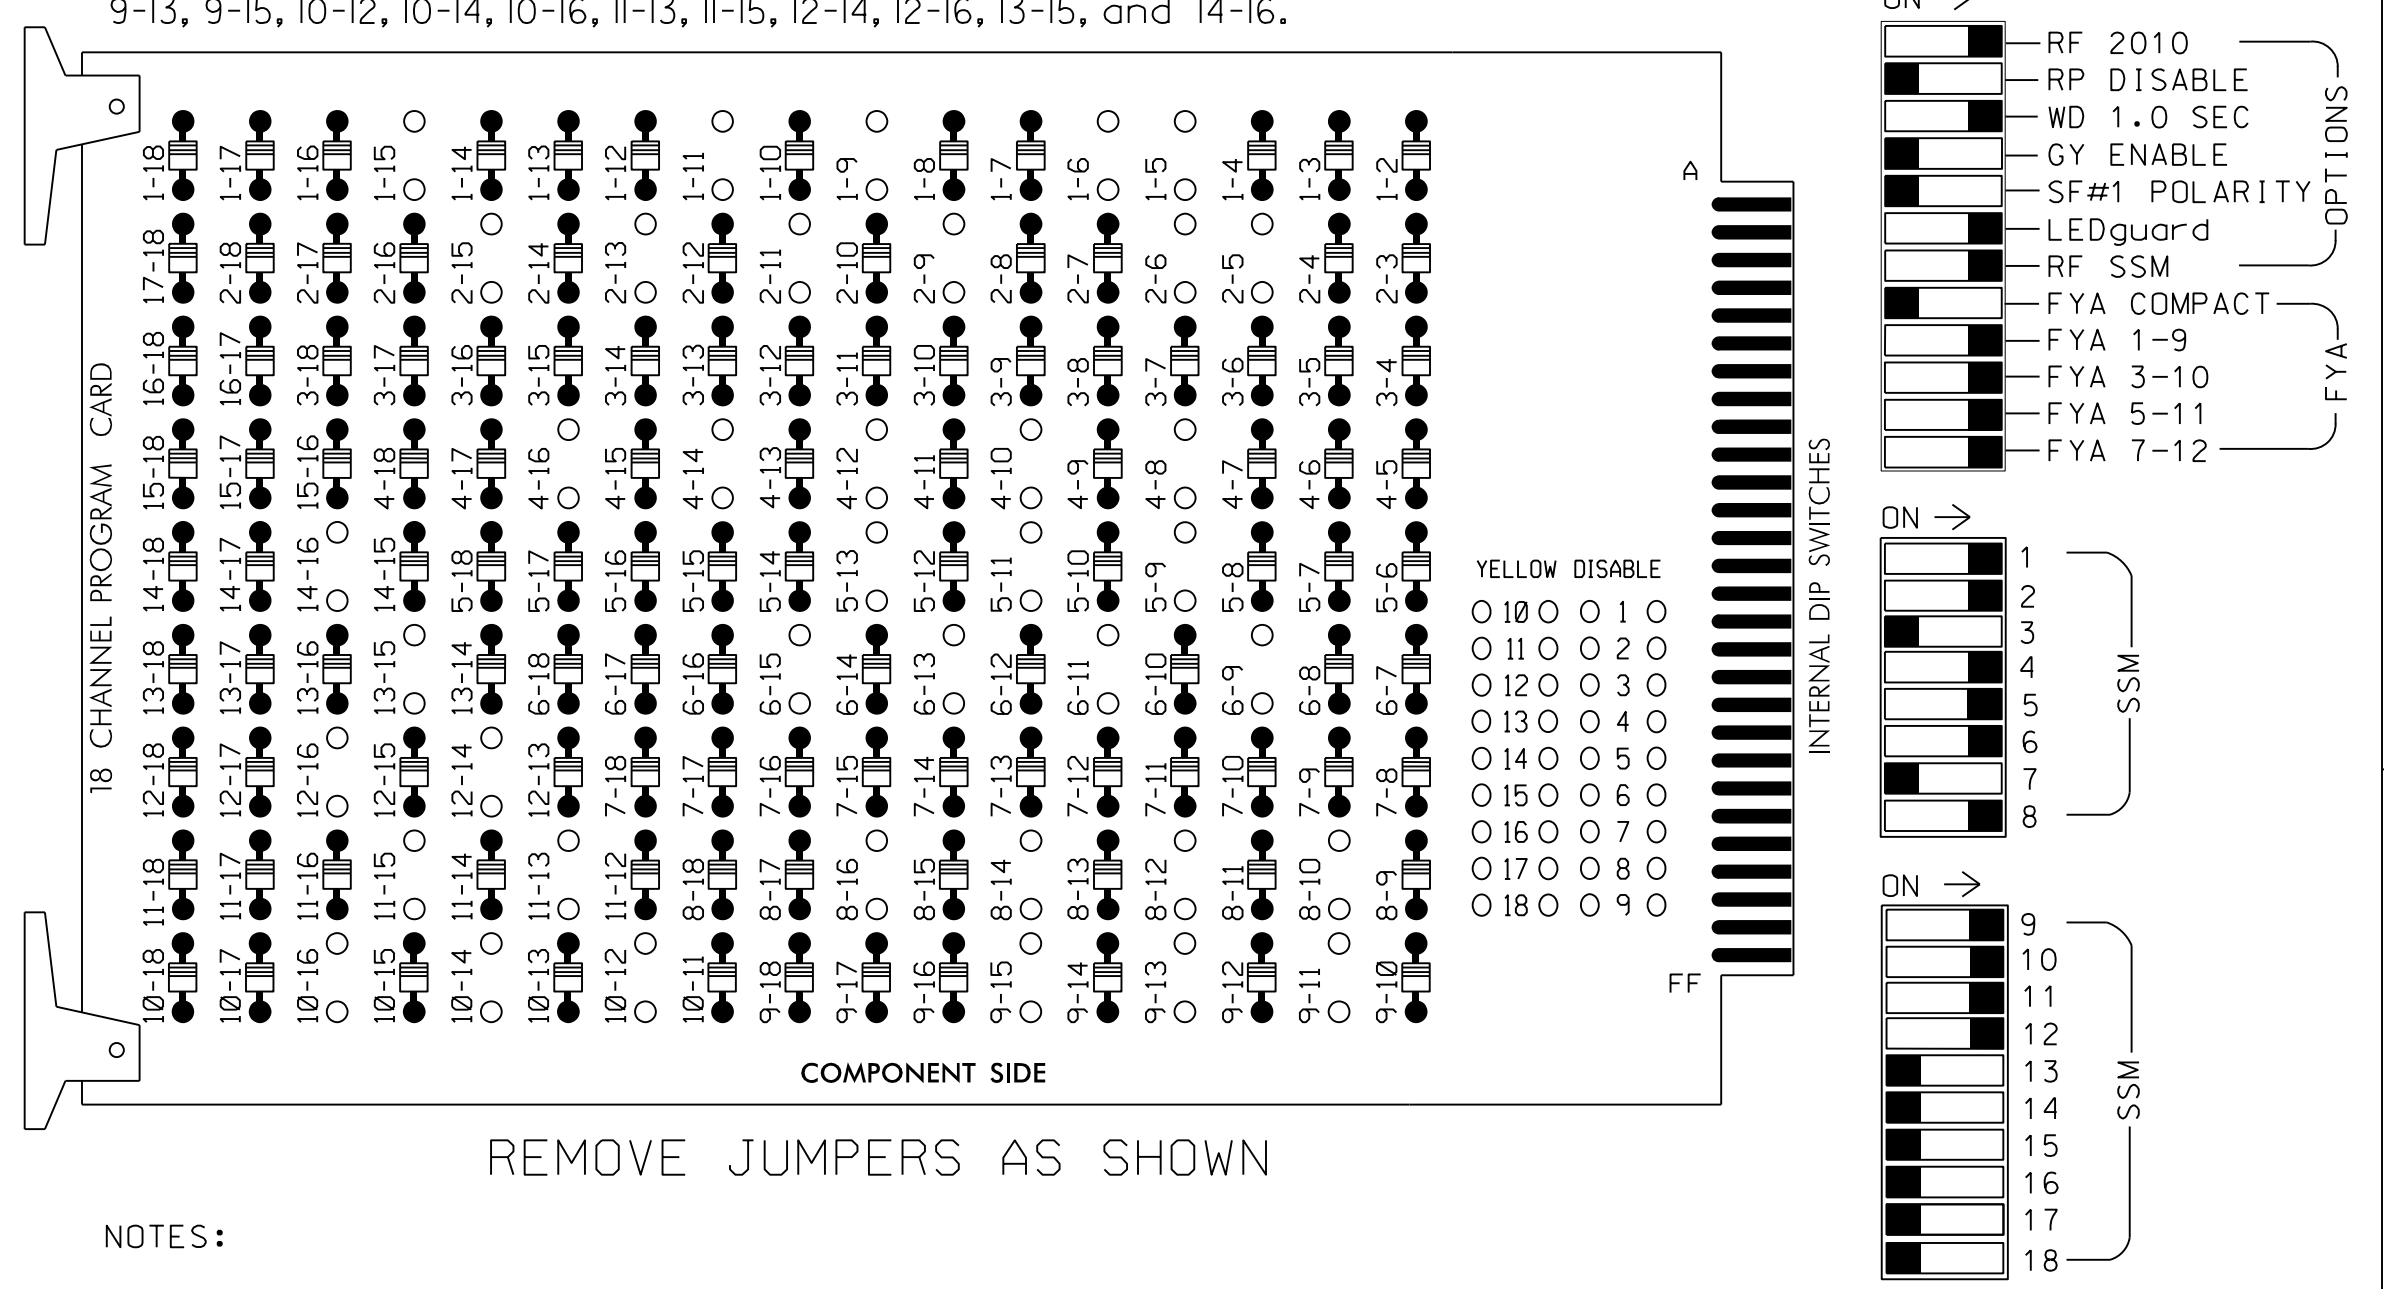 9-13, 9-15, 10-12, 10-14, 10-16, 11-13, 11-15, 12-14, 12-16, 13-15, and 14-16.
1-18 1-17 1-16 1-15 1-14 1-13 1-12 1-11 1-10 1-9 1-8 1-7 1-6 1-5 1-4 1-3 1-2
17-18 2-18 2-17 2-16 2-15 2-14 2-13 2-12 2-11 2-10 2-9 2-8 2-7 2-6 2-5 2-4 2-3
16-18 16-17 3-18 3-17 3-16 3-15 3-14 3-13 3-12 3-11 3-10 3-9 3-8 3-7 3-6 3-5 3-4
15-18 15-17 15-16 4-18 4-17 4-16 4-15 4-14 4-13 4-12 4-11 4-10 4-9 4-8 4-7 4-6 4-5
14-18 14-17 14-16 14-15 5-18 5-17 5-16 5-15 5-14 5-13 5-12 5-11 5-10 5-9 5-8 5-7 5-6
13-18 13-17 13-16 13-15 13-14 6-18 6-17 6-16 6-15 6-14 6-13 6-12 6-11 6-10 6-9 6-8 6-7
12-18 12-17 12-16 12-15 12-14 12-13 7-18 7-17 7-16 7-15 7-14 7-13 7-12 7-11 7-10 7-9 7-8
11-18 11-17 11-16 11-15 11-14 11-13 11-12 8-18 8-17 8-16 8-15 8-14 8-13 8-12 8-11 8-10 8-9
10-18 10-17 10-16 10-15 10-14 10-13 10-12 10-11 9-18 9-17 9-16 9-15 9-14 9-13 9-12 9-11 9-10
18 CHANNEL PROGRAM CARD
COMPONENT SIDE
A
FF
YELLOW DISABLE
10 1
11 2
12 3
13 4
14 5
15 6
16 7
17 8
18 9
INTERNAL DIP SWITCHES
REMOVE JUMPERS AS SHOWN
NOTES:
ON
RF 2010
RP DISABLE
WD 1.0 SEC
GY ENABLE
SF#1 POLARITY
LEDguard
RF SSM
OPTIONS
FYA COMPACT
FYA 1-9
FYA 3-10
FYA 5-11
FYA 7-12
FYA
ON
1
2
3
4
5
6
7
8
SSM
ON
9
10
11
12
13
14
15
16
17
18
SSM